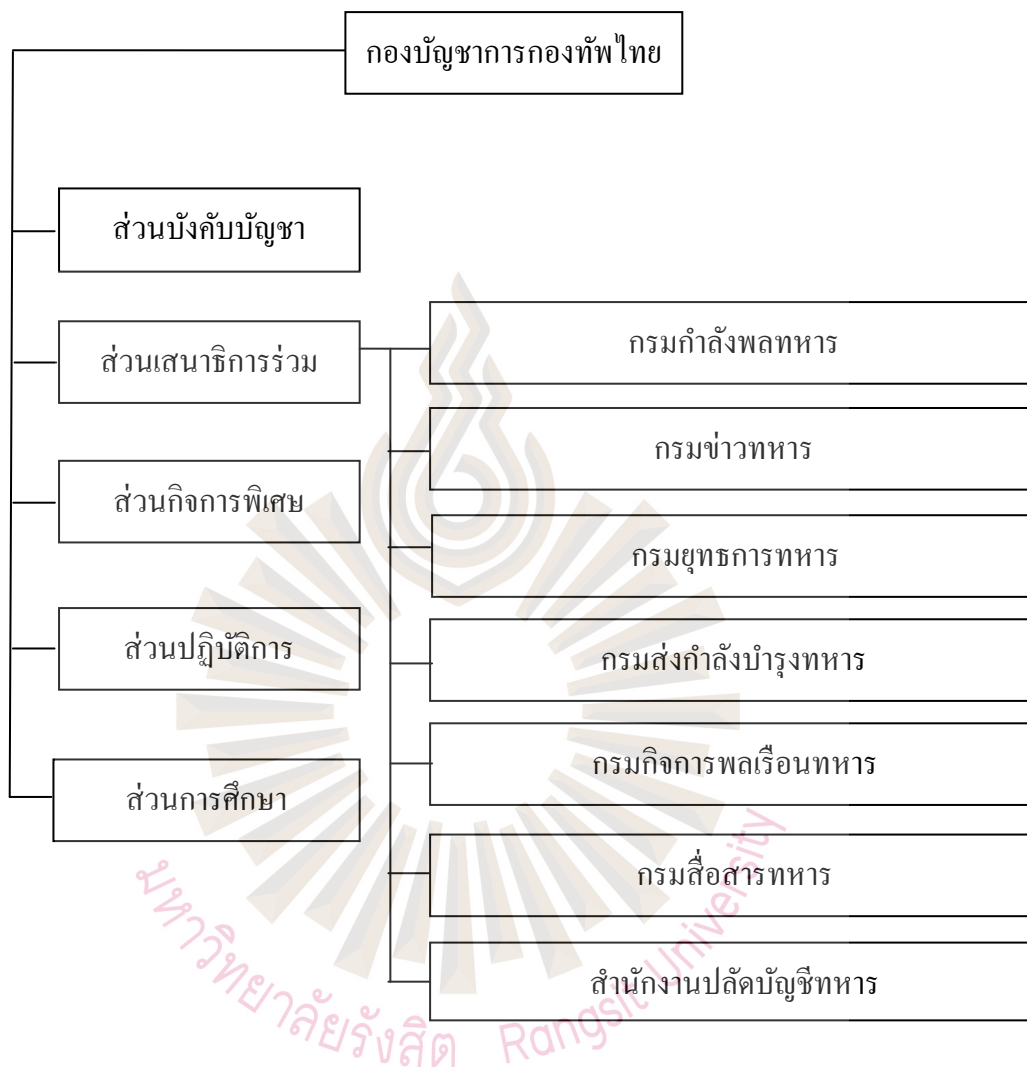 กองบัญชาการกองทัพไทย
ส่วนบังคับบัญชา
ส่วนเสนาธิการร่วม
กรมกำลังพลทหาร
กรมข่าวทหาร
ส่วนกิจการพิเศษ
กรมยุทธการทหาร
ส่วนปฏิบัติการ
กรมส่งกำลังบำรุงทหาร
กรมกิจการพลเรือนทหาร
ส่วนการศึกษา
กรมสื่อสารทหาร
สำนักงานปลัดบัญชีทหาร
มหาวิทยาลัยรังสิต Rangsit University